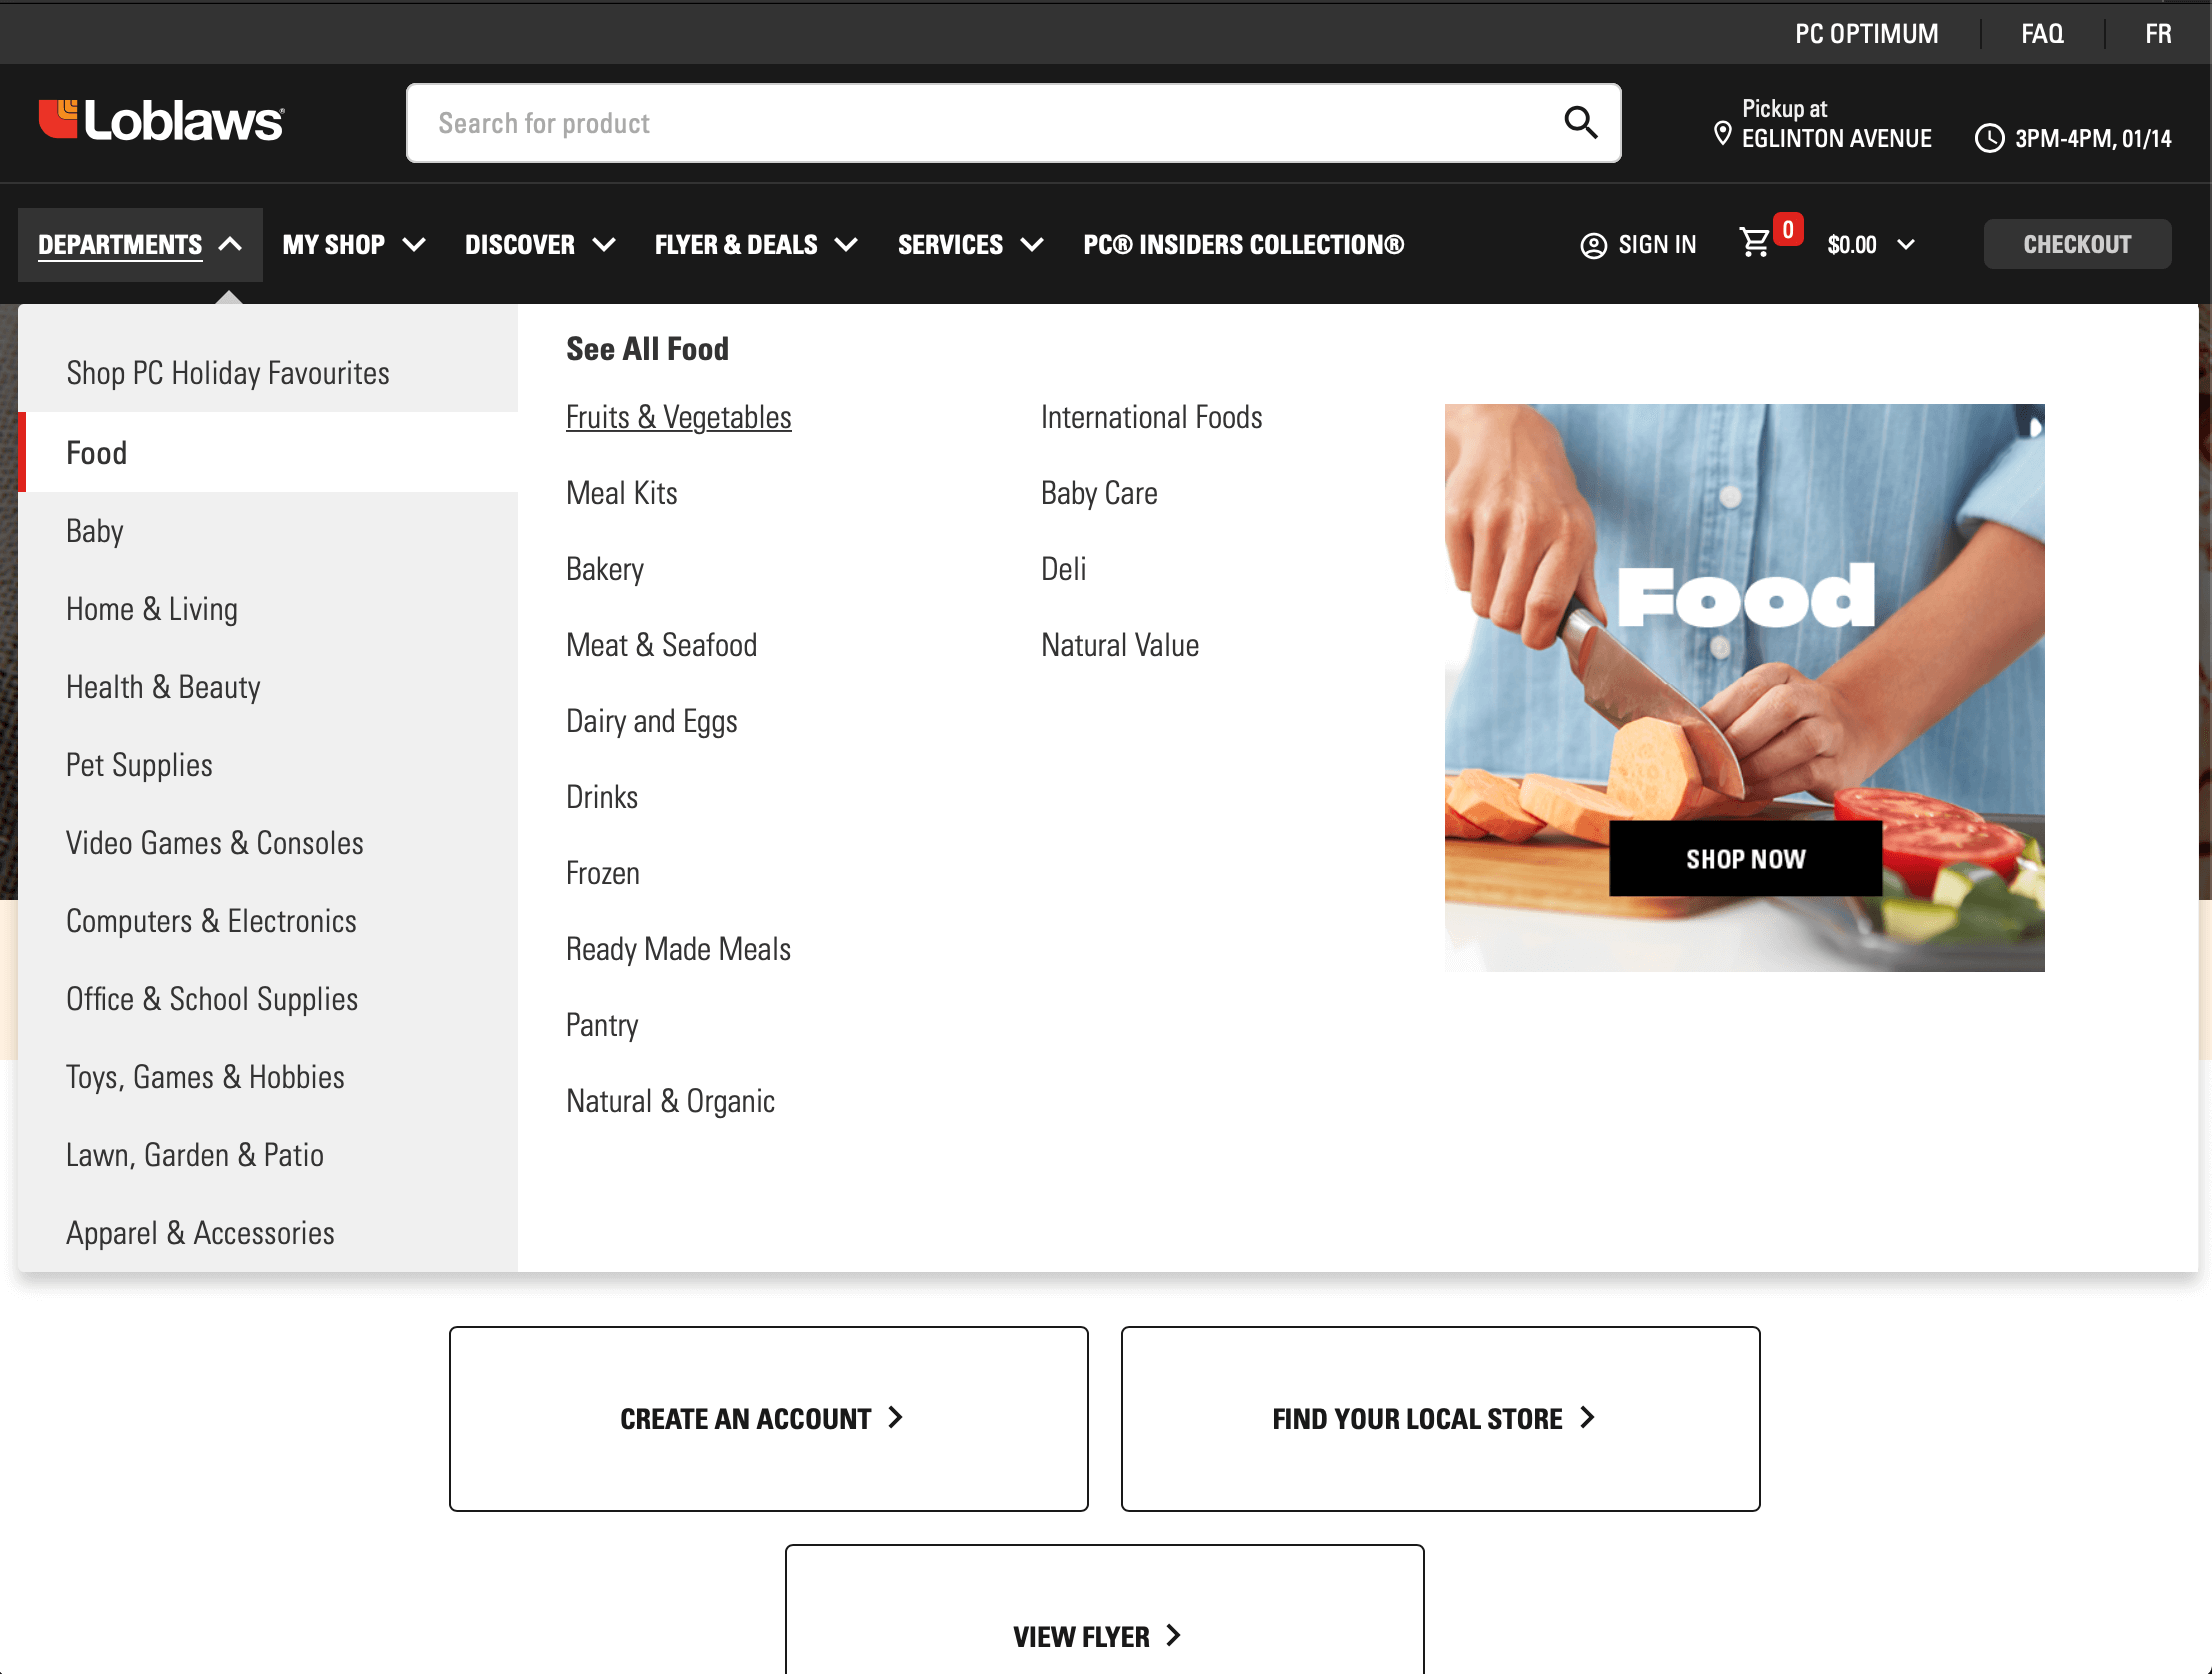 PC OPTIMUM
FAQ
FR
Loblaws
Search for product
Pickup at
EGLINTON AVENUE
3PM-4PM, 01/14
DEPARTMENTS
MY SHOP
DISCOVER
FLYER & DEALS
SERVICES
PC® INSIDERS COLLECTION®
SIGN IN
0
$0.00
CHECKOUT
Shop PC Holiday Favourites
Food
Baby
Home & Living
Health & Beauty
Pet Supplies
Video Games & Consoles
Computers & Electronics
Office & School Supplies
Toys, Games & Hobbies
Lawn, Garden & Patio
Apparel & Accessories
See All Food
Fruits & Vegetables
Meal Kits
Bakery
Meat & Seafood
Dairy and Eggs
Drinks
Frozen
Ready Made Meals
Pantry
Natural & Organic
International Foods
Baby Care
Deli
Natural Value
Food
SHOP NOW
CREATE AN ACCOUNT
FIND YOUR LOCAL STORE
VIEW FLYER